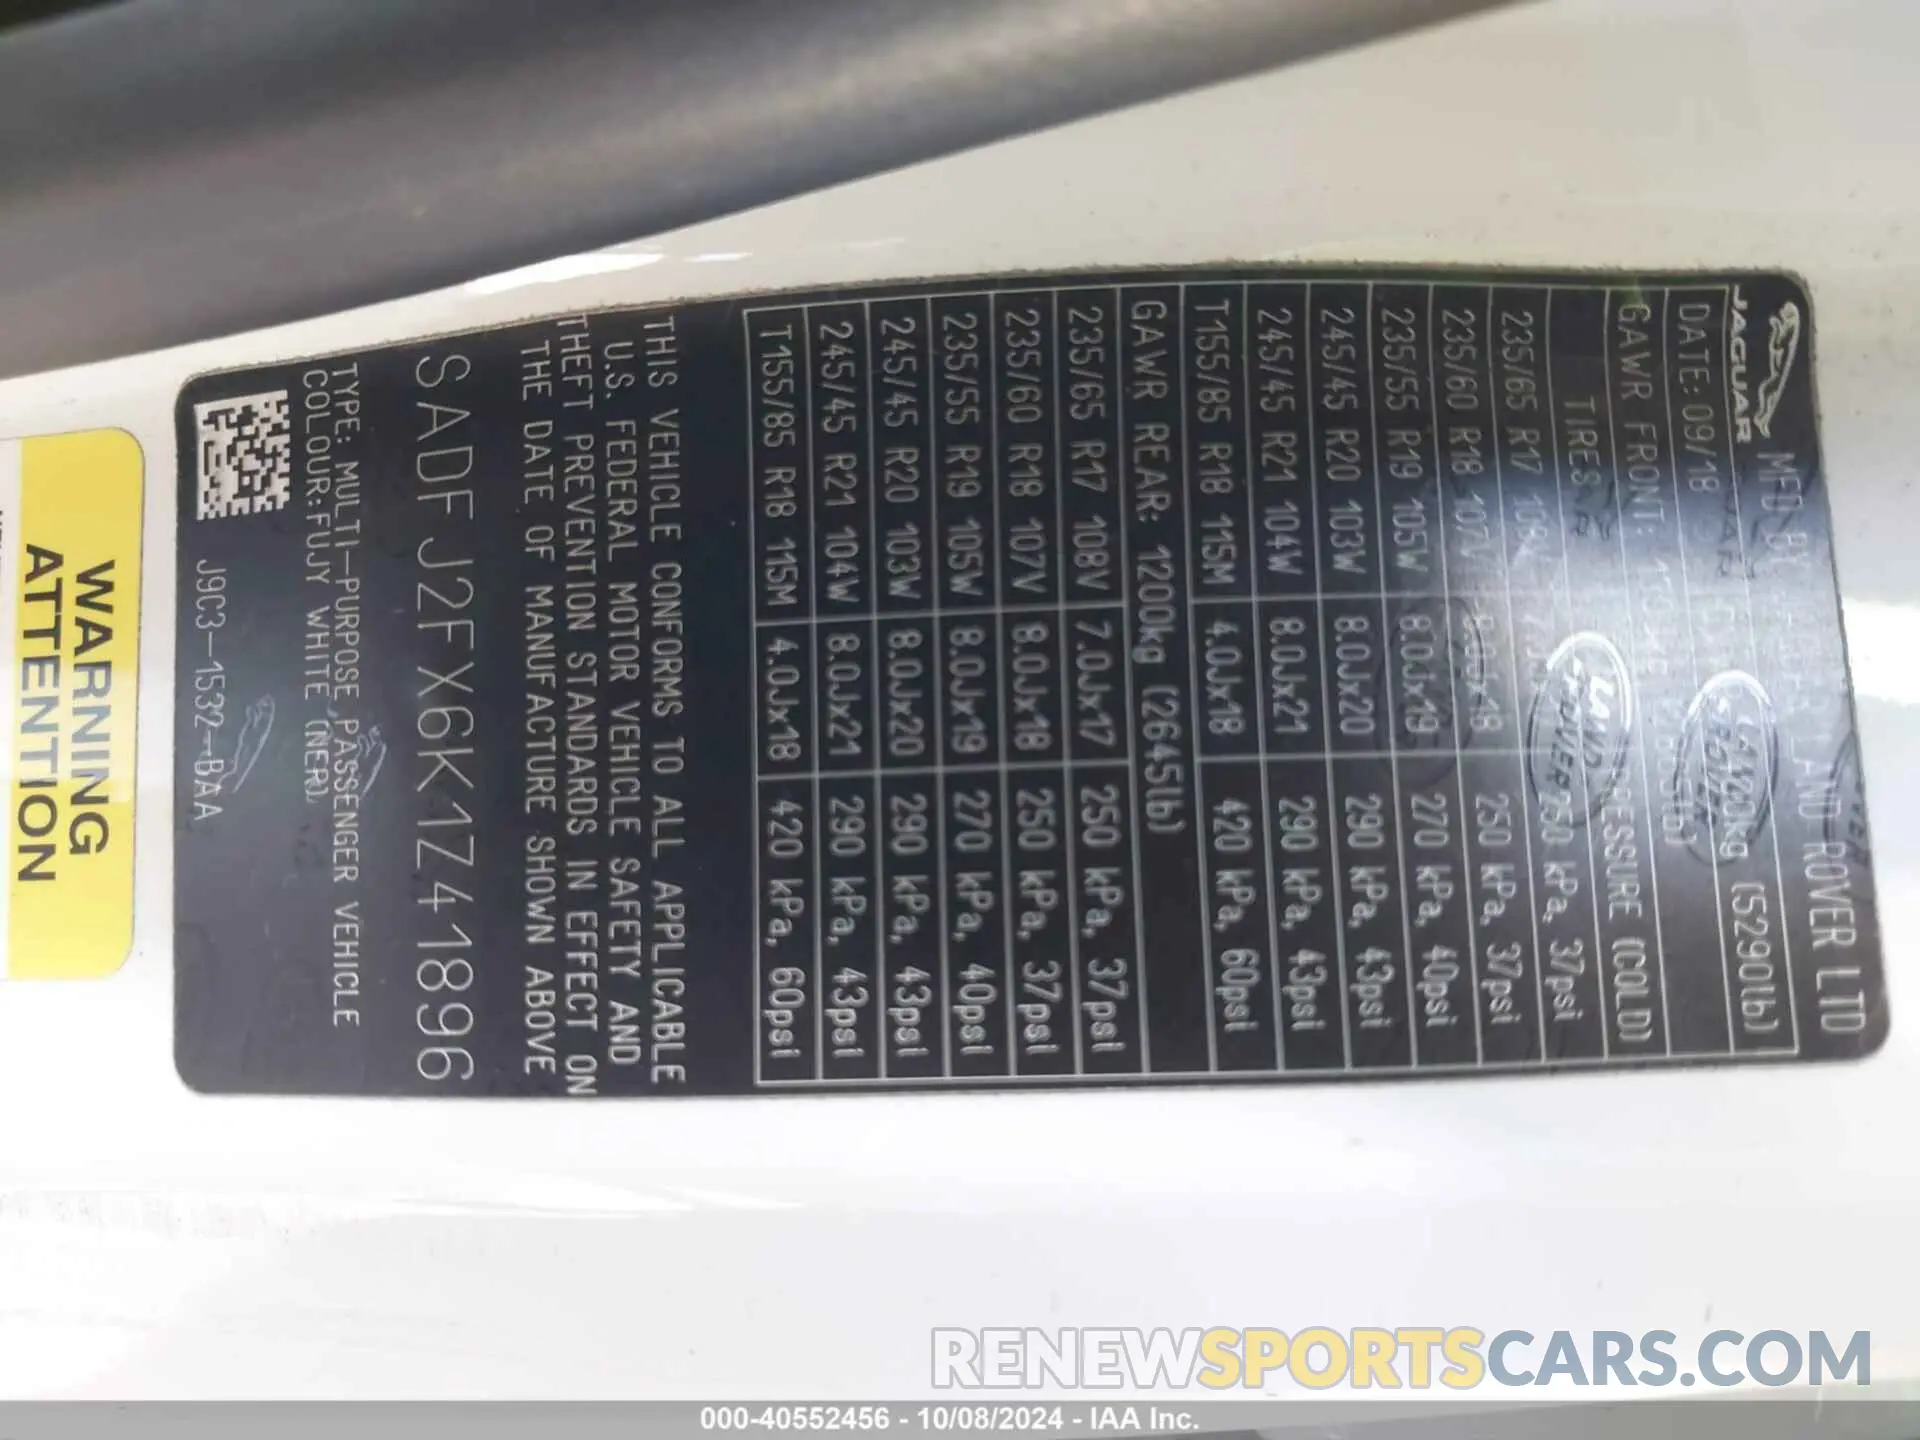 JAGUAR MFD BY LAND ROVER LTD
DATE: 09/18 (5290lb)
GAWR FRONT:
TIRES PRESSURE (COLD)
235/65 R17 250 kPa, 37psi
235/60 R18 107V 8.0Jx18 250 kPa, 37psi
235/55 R19 105W 8.0Jx19 270 kPa, 40psi
245/45 R20 103W 8.0Jx20 290 kPa, 43psi
245/45 R21 104W 8.0Jx21 290 kPa, 43psi
T155/85 R18 115M 4.0Jx18 420 kPa, 60psi
GAWR REAR: 1200kg (2645lb)
235/65 R17 108V 7.0Jx17 250 kPa, 37psi
235/60 R18 107V 8.0Jx18 250 kPa, 37psi
235/55 R19 105W 8.0Jx19 270 kPa, 40psi
245/45 R20 103W 8.0Jx20 290 kPa, 43psi
245/45 R21 104W 8.0Jx21 290 kPa, 43psi
T155/85 R18 115M 4.0Jx18 420 kPa, 60psi
THIS VEHICLE CONFORMS TO ALL APPLICABLE
U.S. FEDERAL MOTOR VEHICLE SAFETY AND
THEFT PREVENTION STANDARDS IN EFFECT ON
THE DATE OF MANUFACTURE SHOWN ABOVE
SADFJ2FX6K1Z41896
TYPE: MULTI-PURPOSE PASSENGER VEHICLE
COLOUR:FUJY WHITE (NER)
J9C3-1532-BAA
LAND ROVER
LAND ROVER
WARNING
ATTENTION
RENEWSPORTSCARS.COM
000-40552456 - 10/08/2024 - IAA Inc.